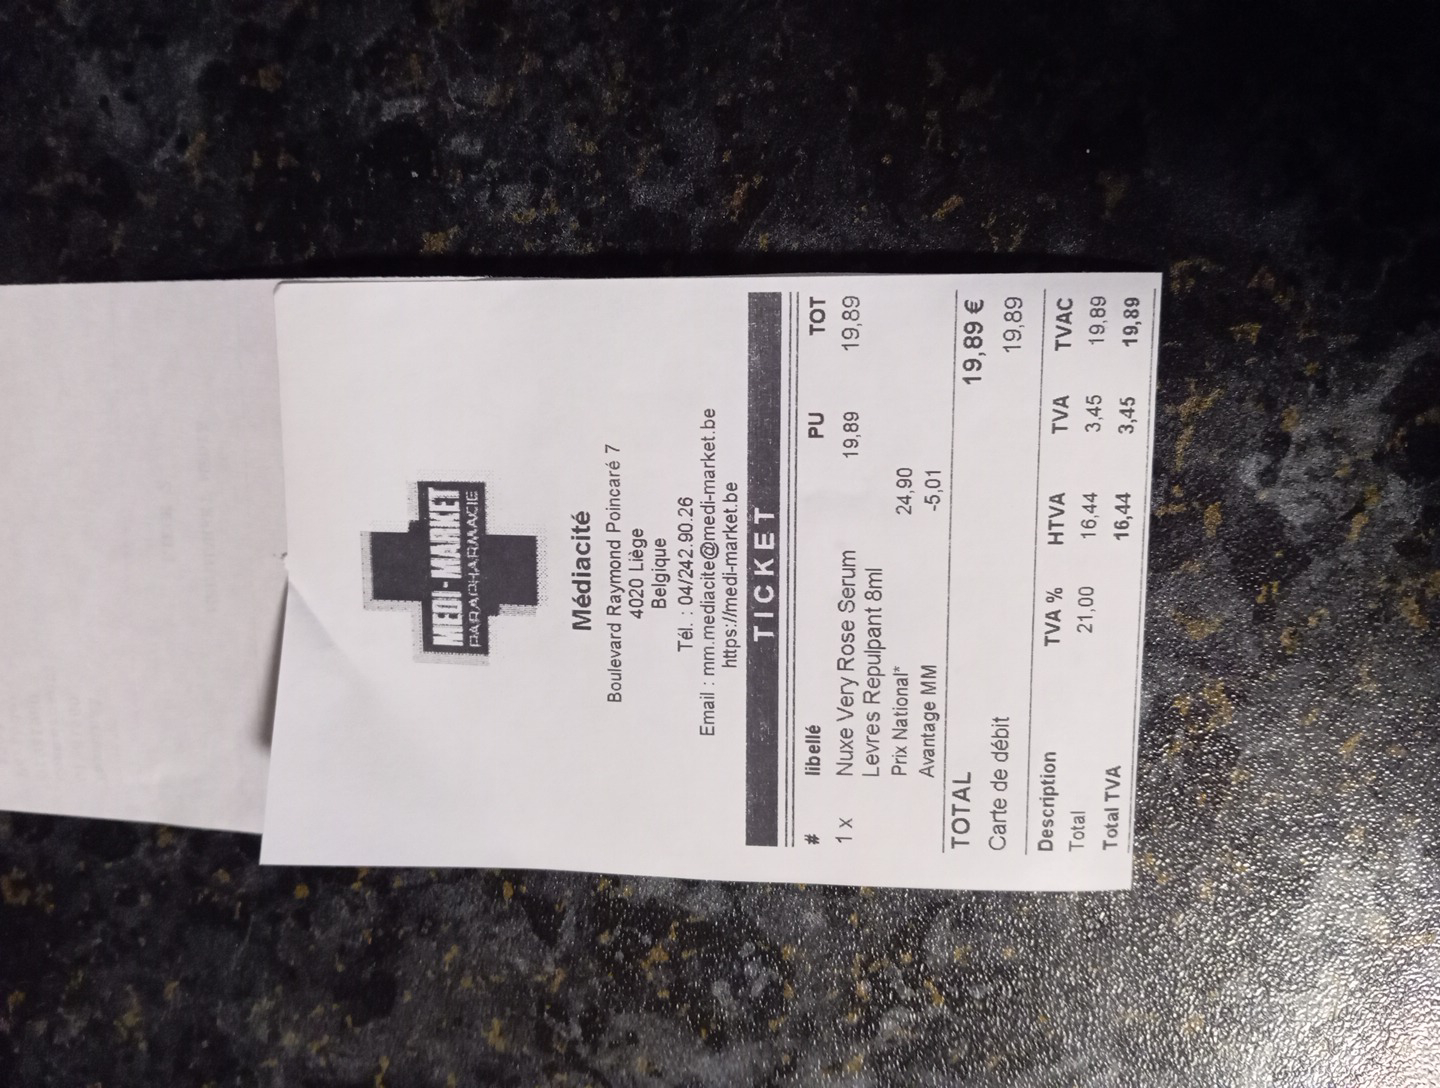 MEDI-MARKET
PARAPHARMACIE
Médiacité
Boulevard Raymond Poincaré 7
4020 Liège
Belgique
Tél. : 04/242.90.26
Email : mm.mediacite@medi-market.be
https://medi-market.be
TICKET
# libellé PU TOT
1 x Nuxe Very Rose Serum 19,89 19,89
Levres Repulpant 8ml
Prix National* 24,90
Avantage MM -5,01
TOTAL 19,89 €
Carte de débit 19,89
Description TVA % HTVA TVA TVAC
Total 21,00 16,44 3,45 19,89
Total TVA 16,44 3,45 19,89